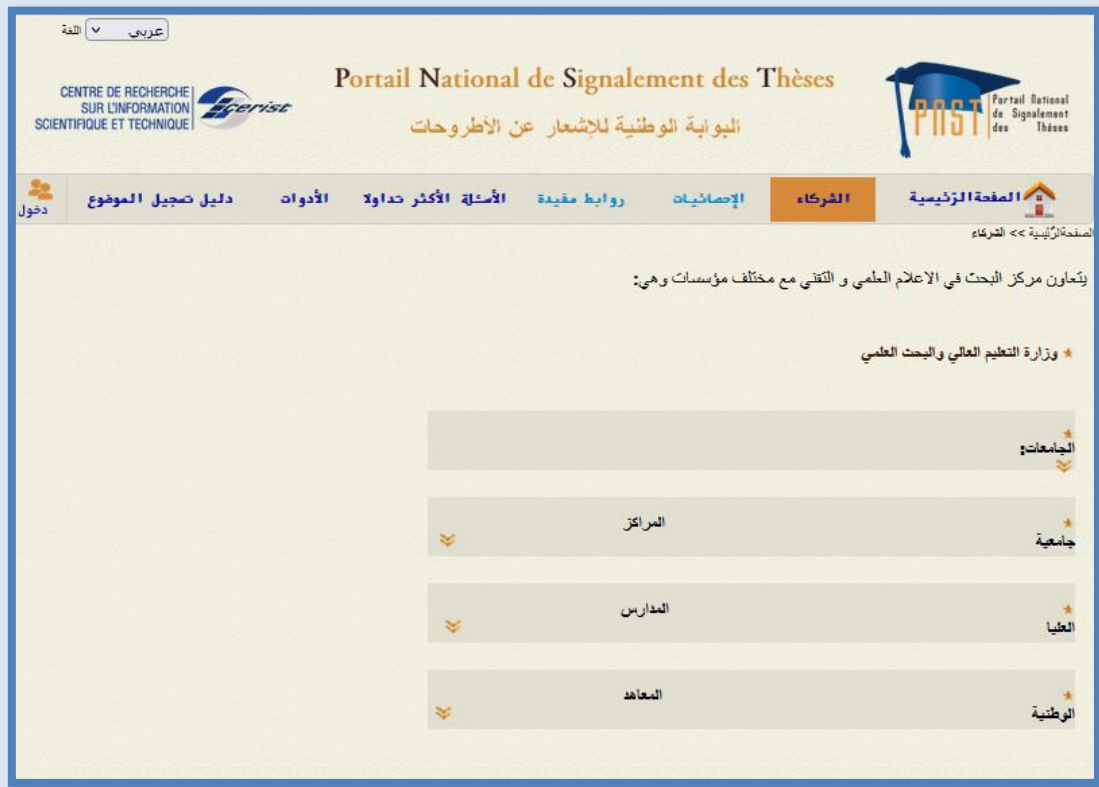 اللغة عربي
CENTRE DE RECHERCHE
SUR L'INFORMATION
SCIENTIFIQUE ET TECHNIQUE
cerist
Portail National de Signalement des Thèses
البوابة الوطنية للإشعار عن الأطروحات
PNST
Portail National
de Signalement
des Thèses
الصفحة الرئيسية الشركاء الإحصائيات روابط مفيدة الأسئلة الأكثر تداولا الأدوات دليل تسجيل الموضوع دخول
الصفحة الرئيسية >> الشركاء
يتعاون مركز البحث في الاعلام العلمي و التقني مع مختلف مؤسسات وهي:
وزارة التعليم العالي والبحث العلمي
الجامعات:
المراكز
جامعية
المدارس
العليا
المعاهد
الوطنية